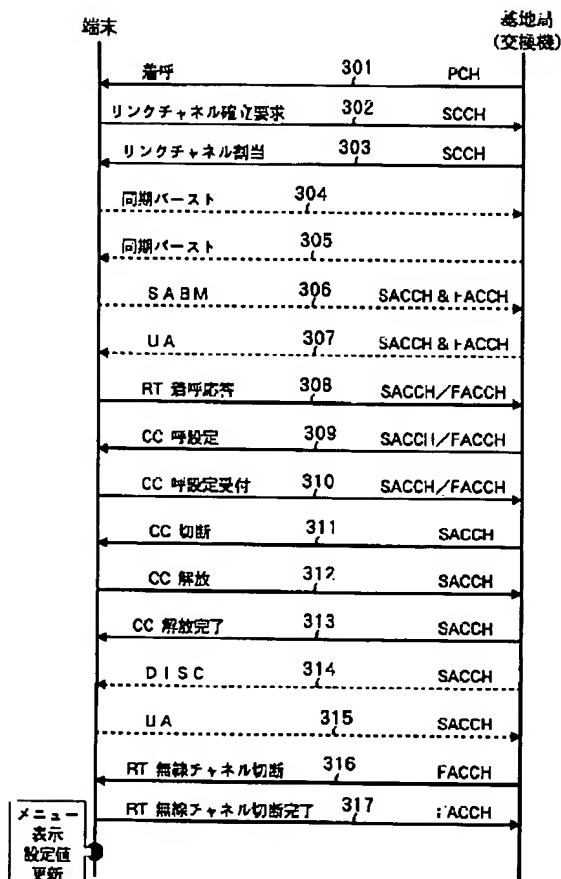 端末
基地局
(交換機)
着呼 301 PCH
リンクチャネル確立要求 302 SCCH
リンクチャネル割当 303 SCCH
同期バースト 304
同期バースト 305
SABM 306 SACCH & FACCH
UA 307 SACCH & FACCH
RT 着呼応答 308 SACCH/FACCH
CC 呼設定 309 SACCH/FACCH
CC 呼設定受付 310 SACCH/FACCH
CC 切断 311 SACCH
CC 解放 312 SACCH
CC 解放完了 313 SACCH
DISC 314 SACCH
UA 315 SACCH
RT 無線チャネル切断 316 FACCH
RT 無線チャネル切断完了 317 FACCH
メニュー
表示
設定値
更新